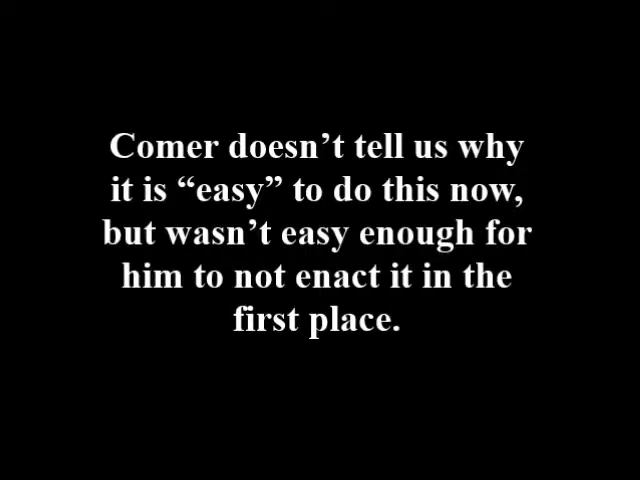 Comer doesn’t tell us why
it is “easy” to do this now,
but wasn’t easy enough for
him to not enact it in the
first place.